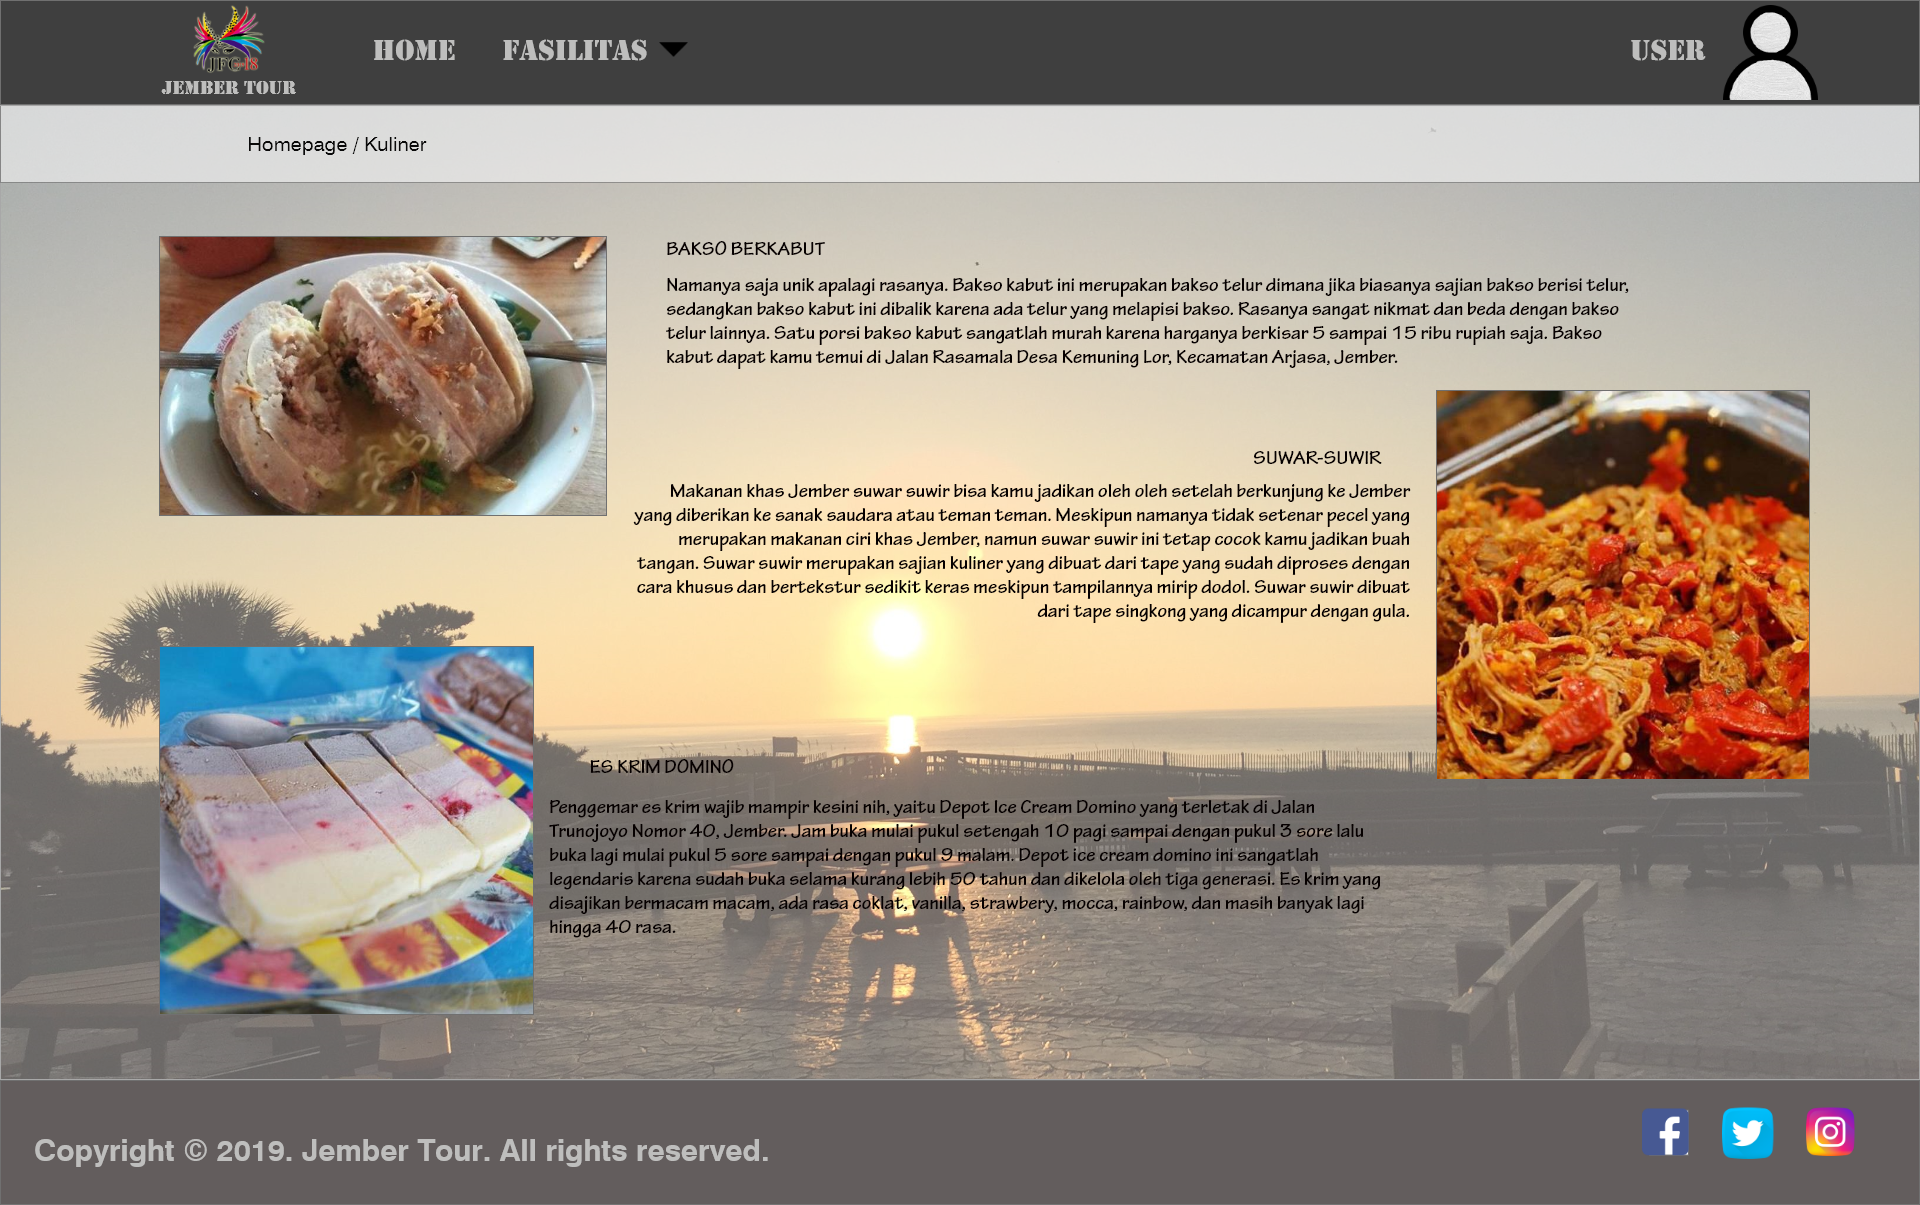 JFC-18
JEMBER TOUR
HOME
FASILITAS
USER
Homepage / Kuliner
BAKSO BERKABUT
Namanya saja unik apalagi rasanya. Bakso kabut ini merupakan bakso telur dimana jika biasanya sajian bakso berisi telur,
sedangkan bakso kabut ini dibalik karena ada telur yang melapisi bakso. Rasanya sangat nikmat dan beda dengan bakso
telur lainnya. Satu porsi bakso kabut sangatlah murah karena harganya berkisar 5 sampai 15 ribu rupiah saja. Bakso
kabut dapat kamu temui di Jalan Rasamala Desa Kemuning Lor, Kecamatan Arjasa, Jember.
SUWAR-SUWIR
Makanan khas Jember suwar suwir bisa kamu jadikan oleh oleh setelah berkunjung ke Jember
yang diberikan ke sanak saudara atau teman teman. Meskipun namanya tidak setenar pecel yang
merupakan makanan ciri khas Jember, namun suwar suwir ini tetap cocok kamu jadikan buah
tangan. Suwar suwir merupakan sajian kuliner yang dibuat dari tape yang sudah diproses dengan
cara khusus dan bertekstur sedikit keras meskipun tampilannya mirip dodol. Suwar suwir dibuat
dari tape singkong yang dicampur dengan gula.
ES KRIM DOMINO
Penggemar es krim wajib mampir kesini nih, yaitu Depot Ice Cream Domino yang terletak di Jalan
Trunojoyo Nomor 40, Jember. Jam buka mulai pukul setengah 10 pagi sampai dengan pukul 3 sore lalu
buka lagi mulai pukul 5 sore sampai dengan pukul 9 malam. Depot ice cream domino ini sangatlah
legendaris karena sudah buka selama kurang lebih 50 tahun dan dikelola oleh tiga generasi. Es krim yang
disajikan bermacam macam, ada rasa coklat, vanilla, strawbery, mocca, rainbow, dan masih banyak lagi
hingga 40 rasa.
Copyright © 2019. Jember Tour. All rights reserved.